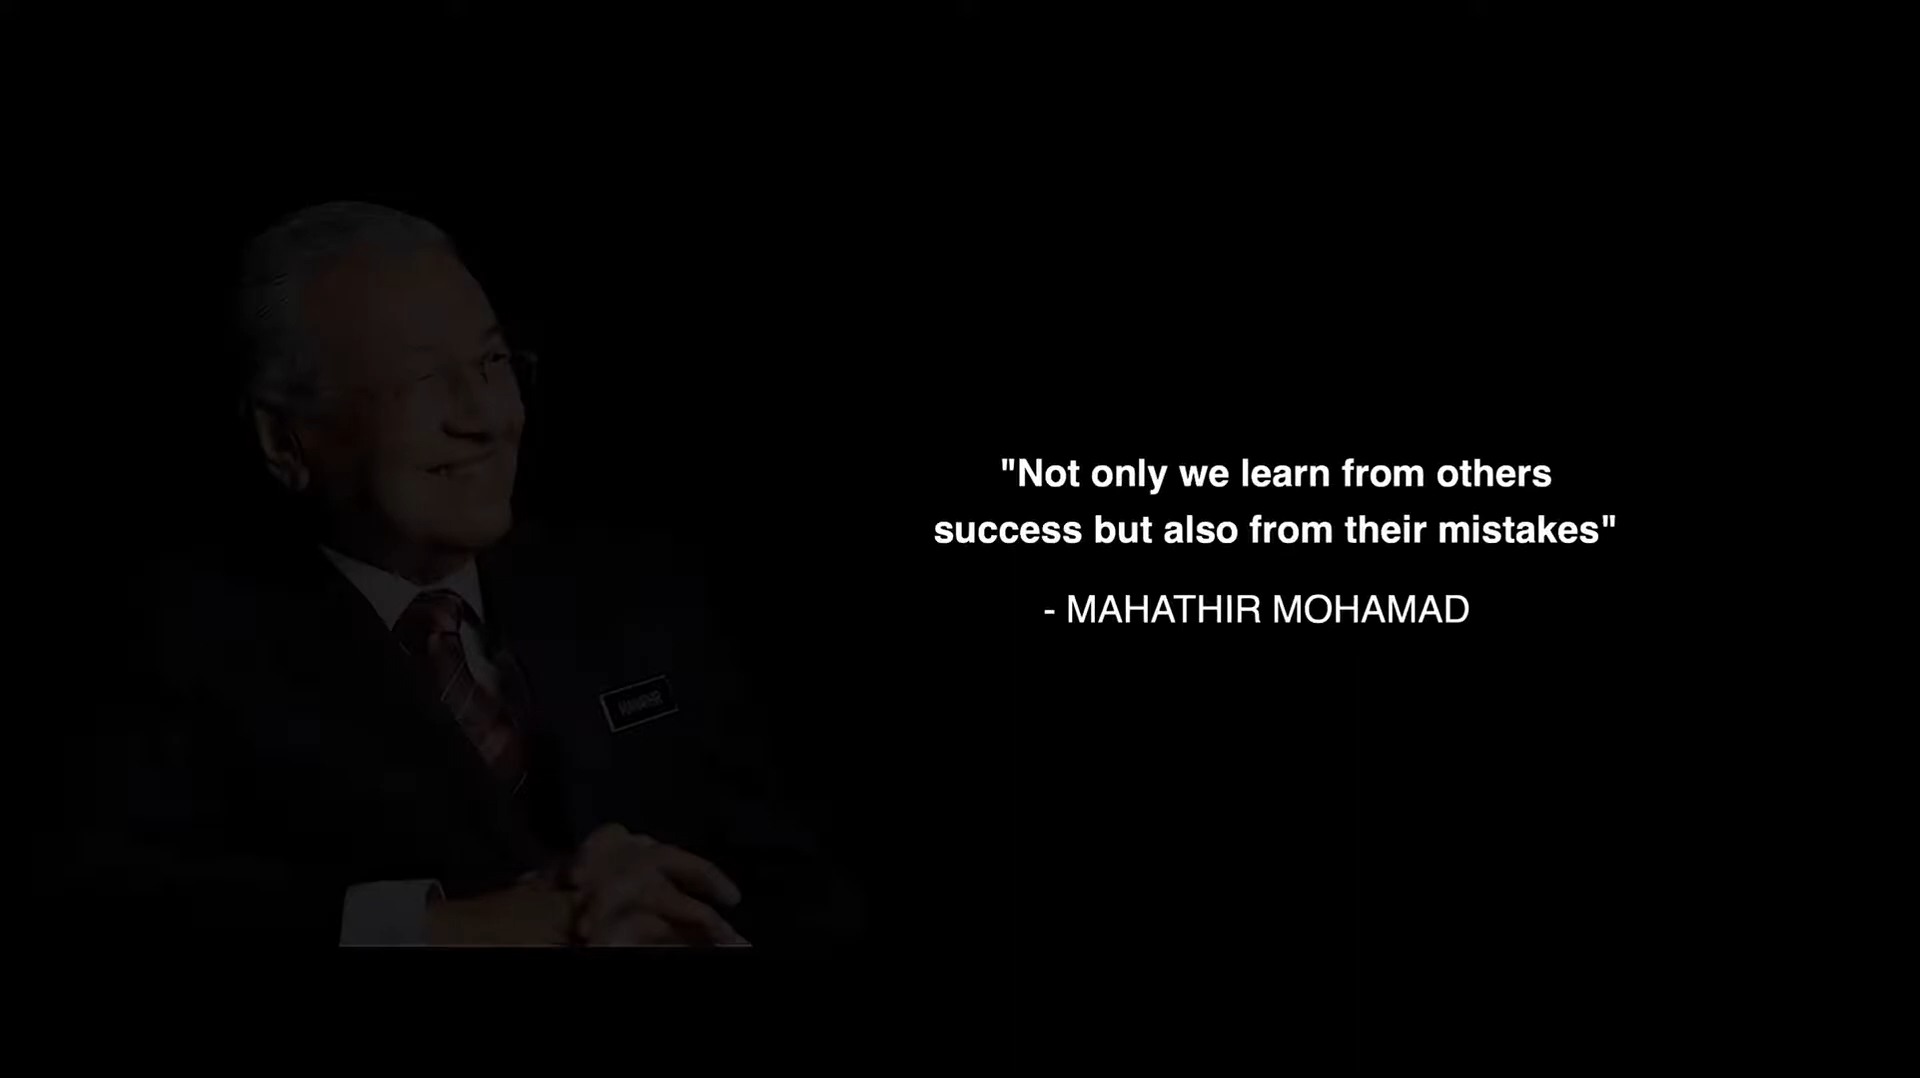 "Not only we learn from others
success but also from their mistakes"
- MAHATHIR MOHAMAD